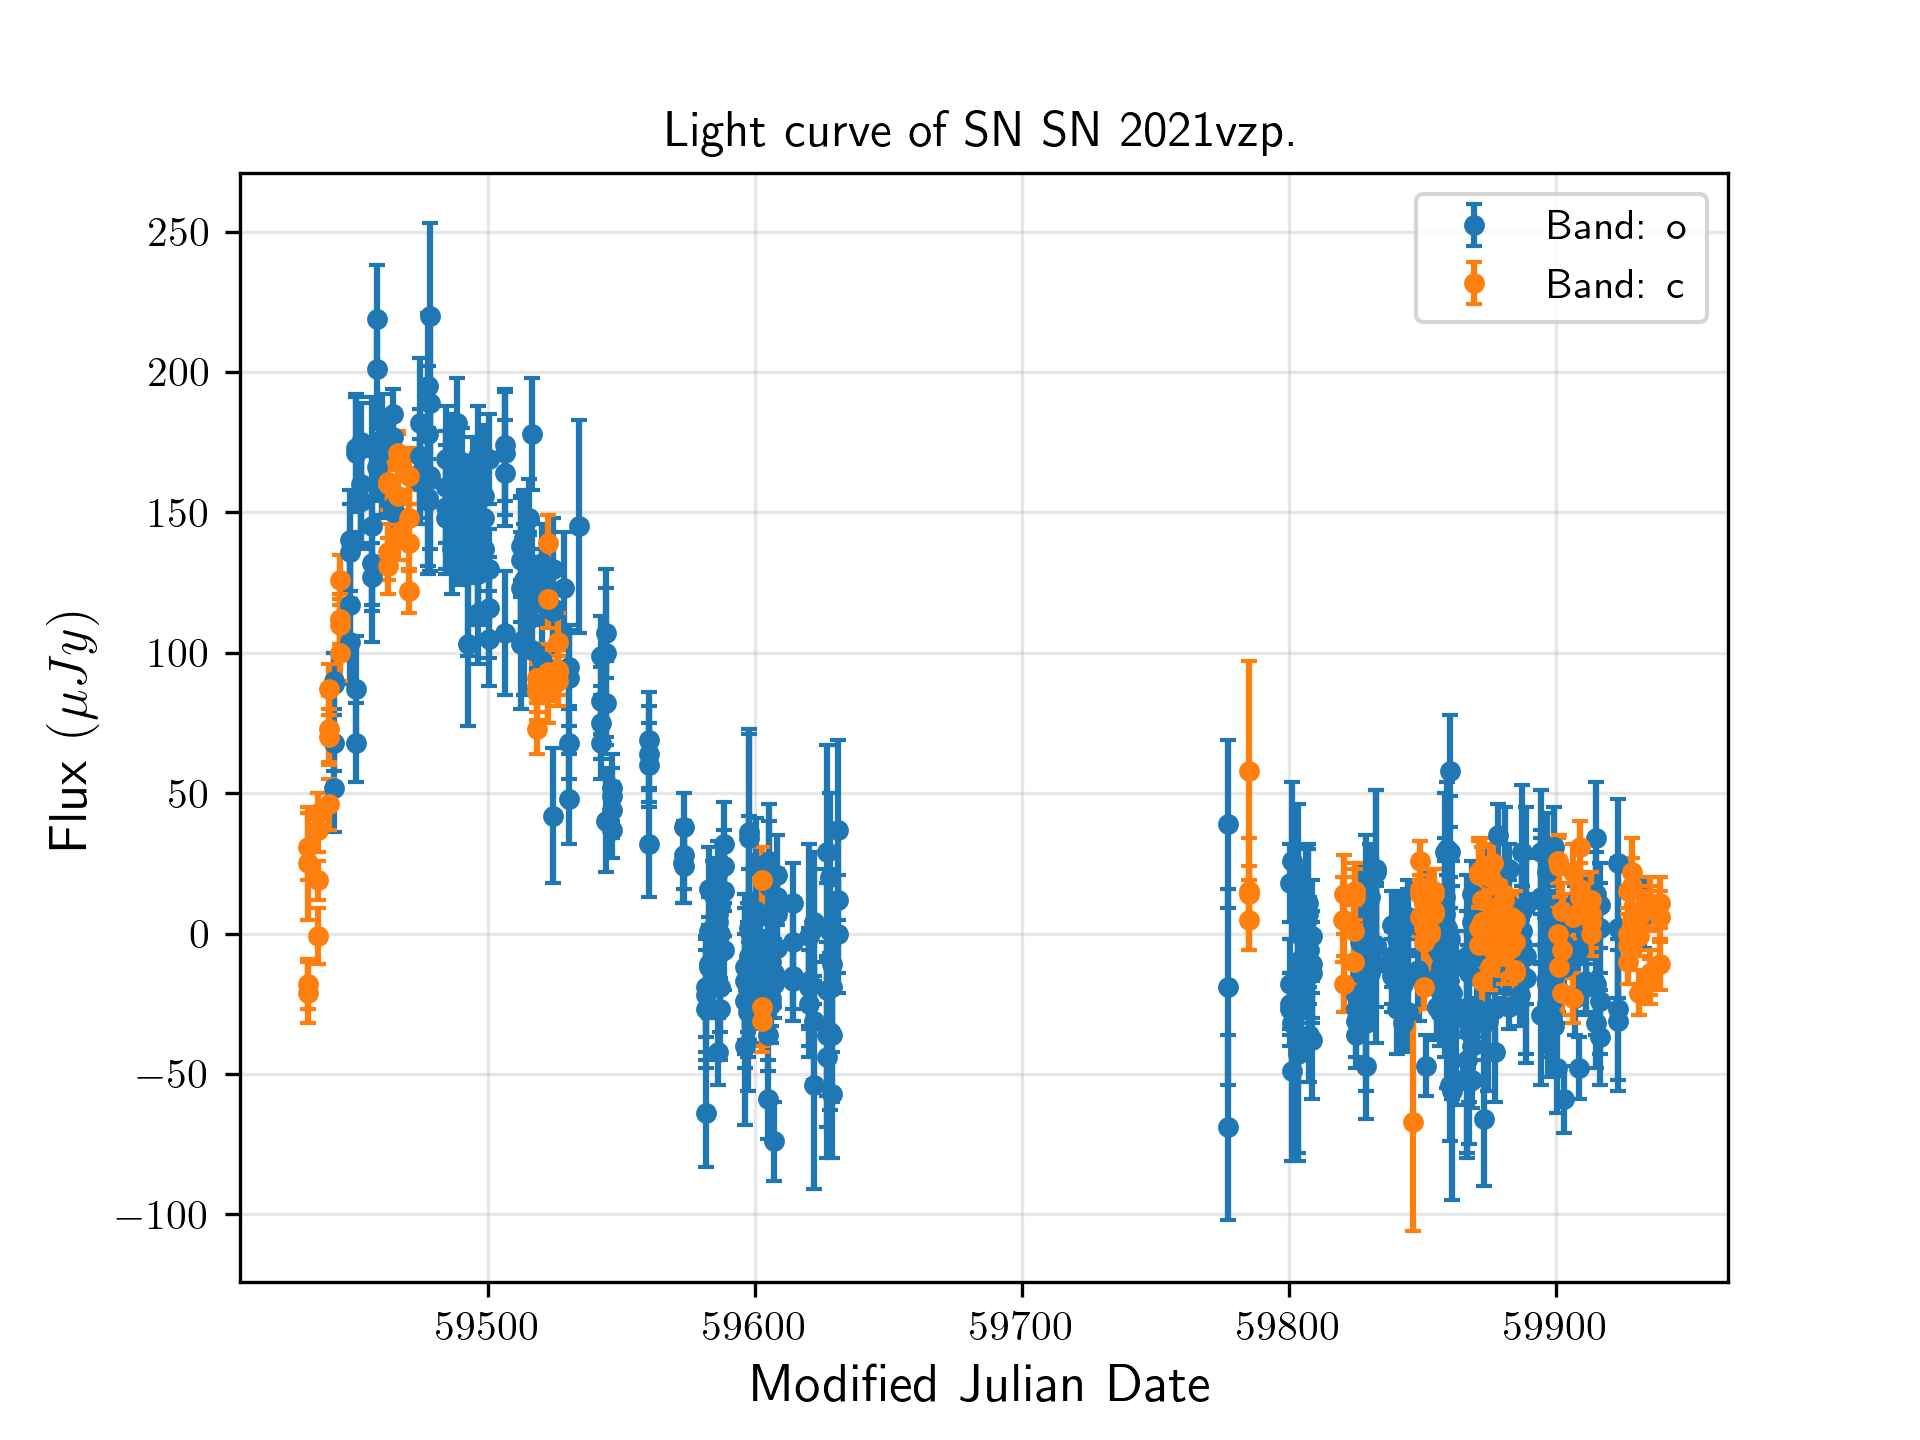 Light curve of SN SN 2021vzp.
Band: o
Band: c
250
200
150
100
50
0
−50
−100
Flux (μJy)
59500 59600 59700 59800 59900
Modified Julian Date